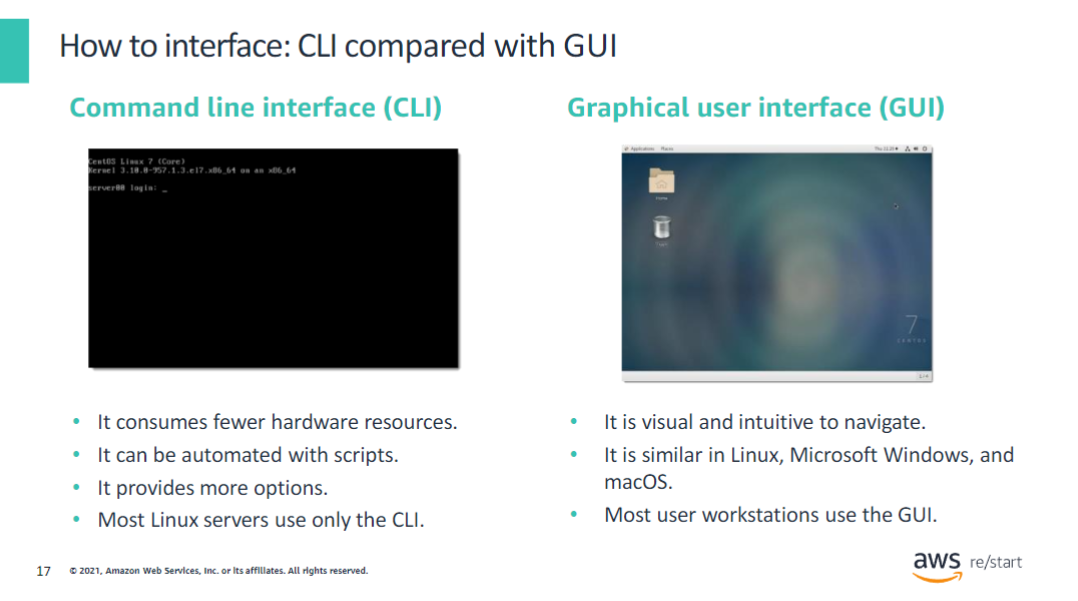 How to interface: CLI compared with GUI
Command line interface (CLI)
CentOS Linux 7 (Core)
Kernel 3.10.0-957.1.3.el7.x86_64 on an x86_64
server00 login: _
• It consumes fewer hardware resources.
• It can be automated with scripts.
• It provides more options.
• Most Linux servers use only the CLI.
Graphical user interface (GUI)
Applications Places
Home
7
CENTOS
• It is visual and intuitive to navigate.
• It is similar in Linux, Microsoft Windows, and
macOS.
• Most user workstations use the GUI.
17 © 2021, Amazon Web Services, Inc. or its affiliates. All rights reserved.
aws re/start